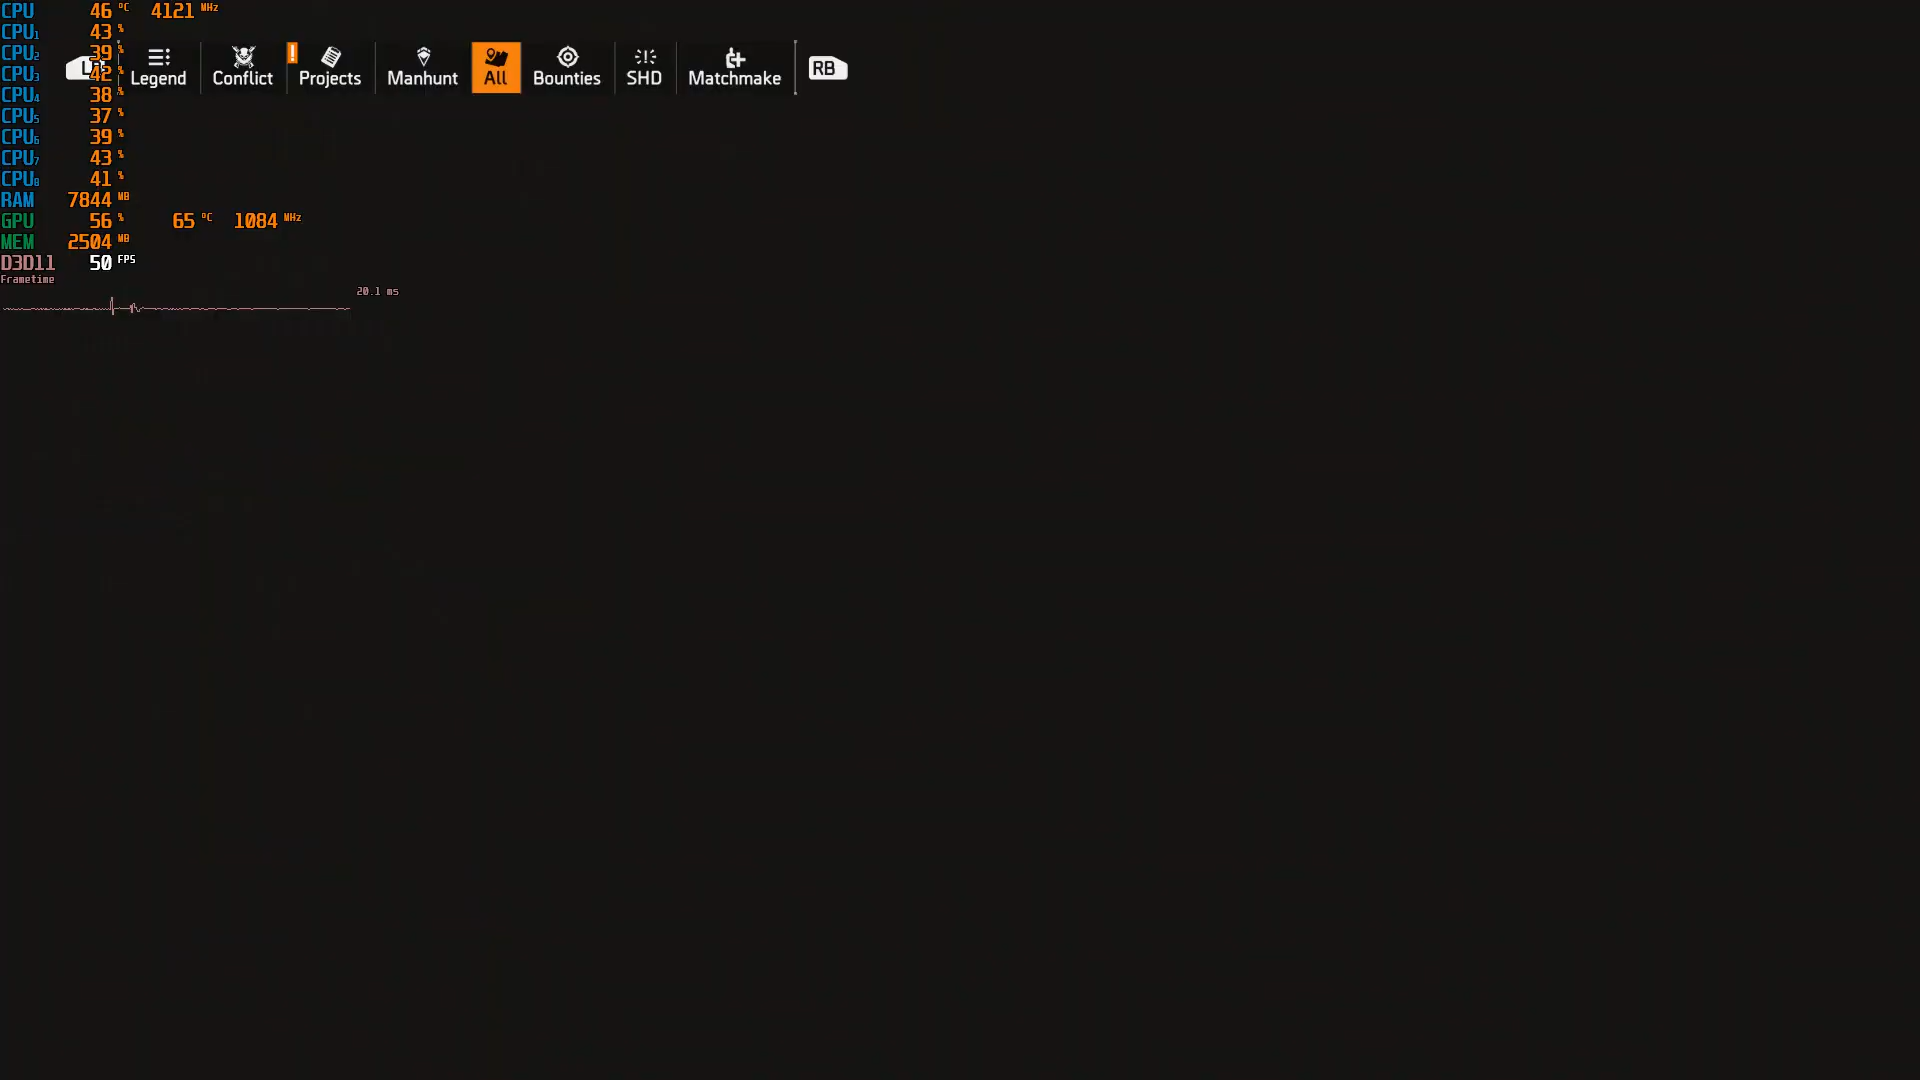 CPU 46 °C 4121 MHz
CPU1 43 %
CPU2 39 %
CPU3 42 %
CPU4 38 %
CPU5 37 %
CPU6 39 %
CPU7 43 %
CPU8 41 %
RAM 7844 MB
GPU 56 % 65 °C 1084 MHz
MEM 2504 MB
D3D11 50 FPS
Frametime
20.1 ms
Legend Conflict ! Projects Manhunt All Bounties SHD Matchmake RB